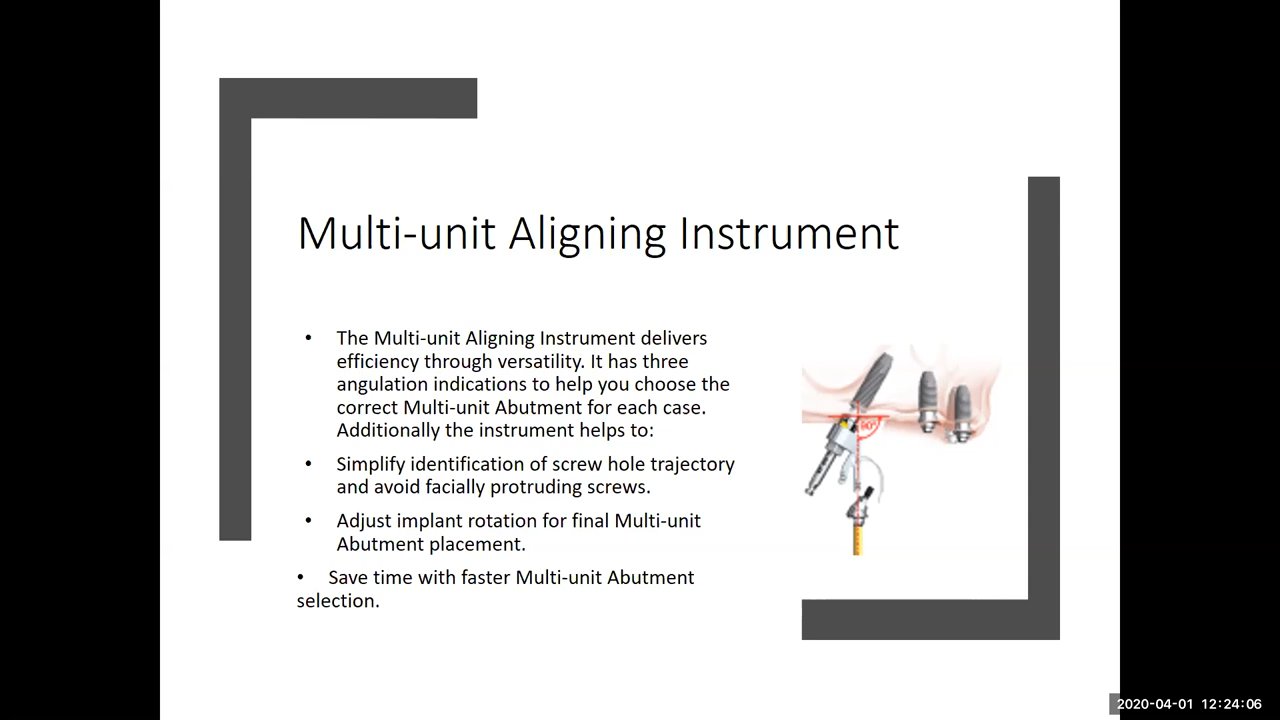 Multi-unit Aligning Instrument
• The Multi-unit Aligning Instrument delivers
efficiency through versatility. It has three
angulation indications to help you choose the
correct Multi-unit Abutment for each case.
Additionally the instrument helps to:
• Simplify identification of screw hole trajectory
and avoid facially protruding screws.
• Adjust implant rotation for final Multi-unit
Abutment placement.
• Save time with faster Multi-unit Abutment
selection.
90°
2020-04-01 12:24:06